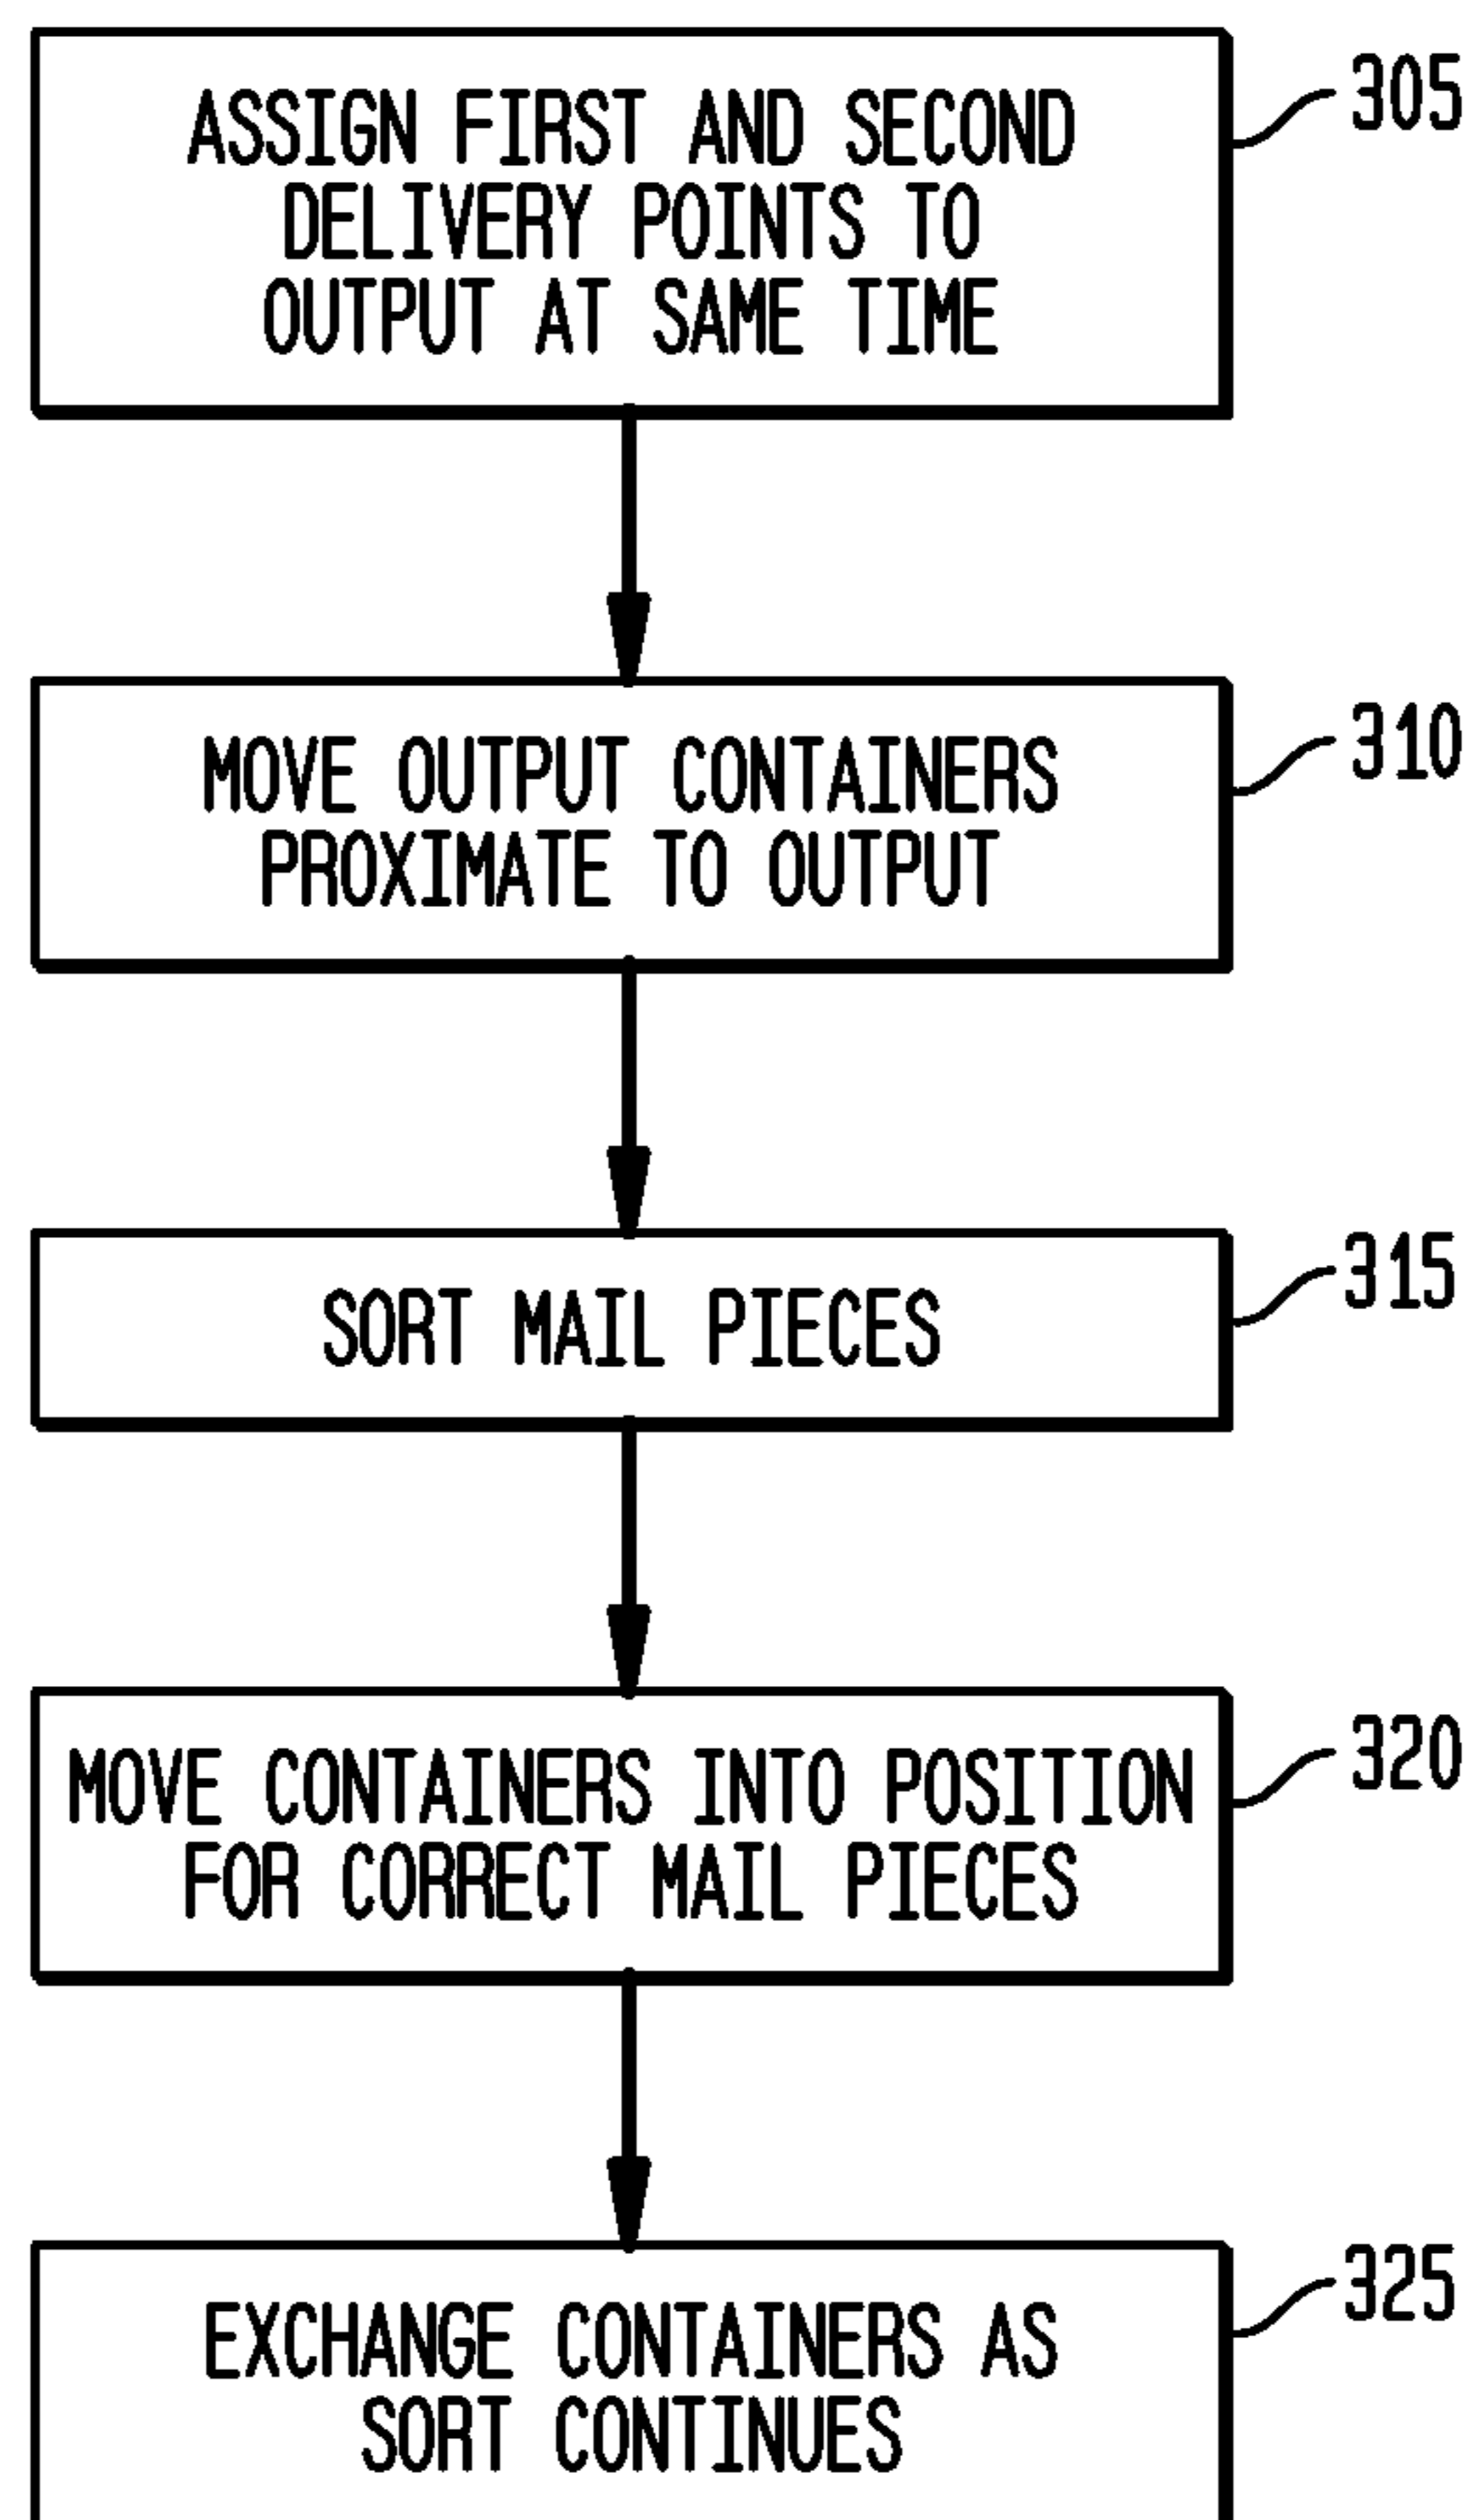 ASSIGN FIRST AND SECOND
DELIVERY POINTS TO
OUTPUT AT SAME TIME
305
MOVE OUTPUT CONTAINERS
PROXIMATE TO OUTPUT
310
SORT MAIL PIECES
315
MOVE CONTAINERS INTO POSITION
FOR CORRECT MAIL PIECES
320
EXCHANGE CONTAINERS AS
SORT CONTINUES
325